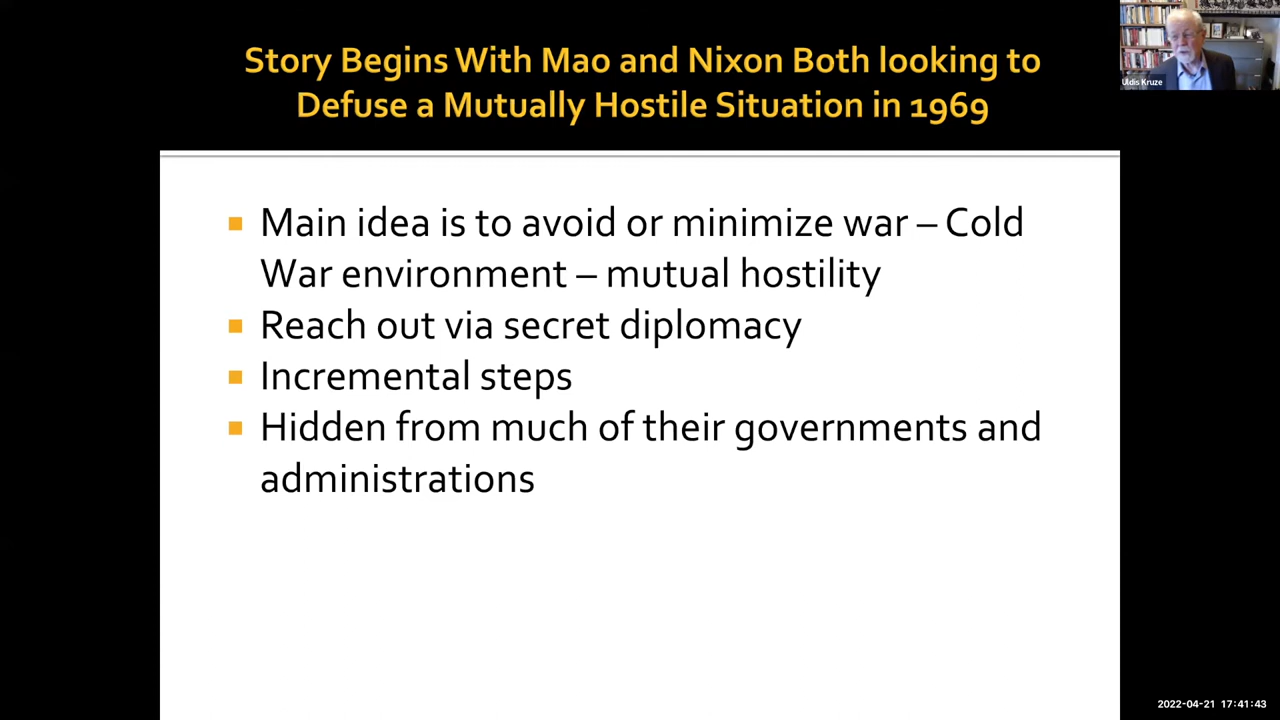 Story Begins With Mao and Nixon Both looking to
Defuse a Mutually Hostile Situation in 1969
Uldis Kruze
■ Main idea is to avoid or minimize war – Cold
War environment – mutual hostility
■ Reach out via secret diplomacy
■ Incremental steps
■ Hidden from much of their governments and
administrations
2022-04-21 17:41:43